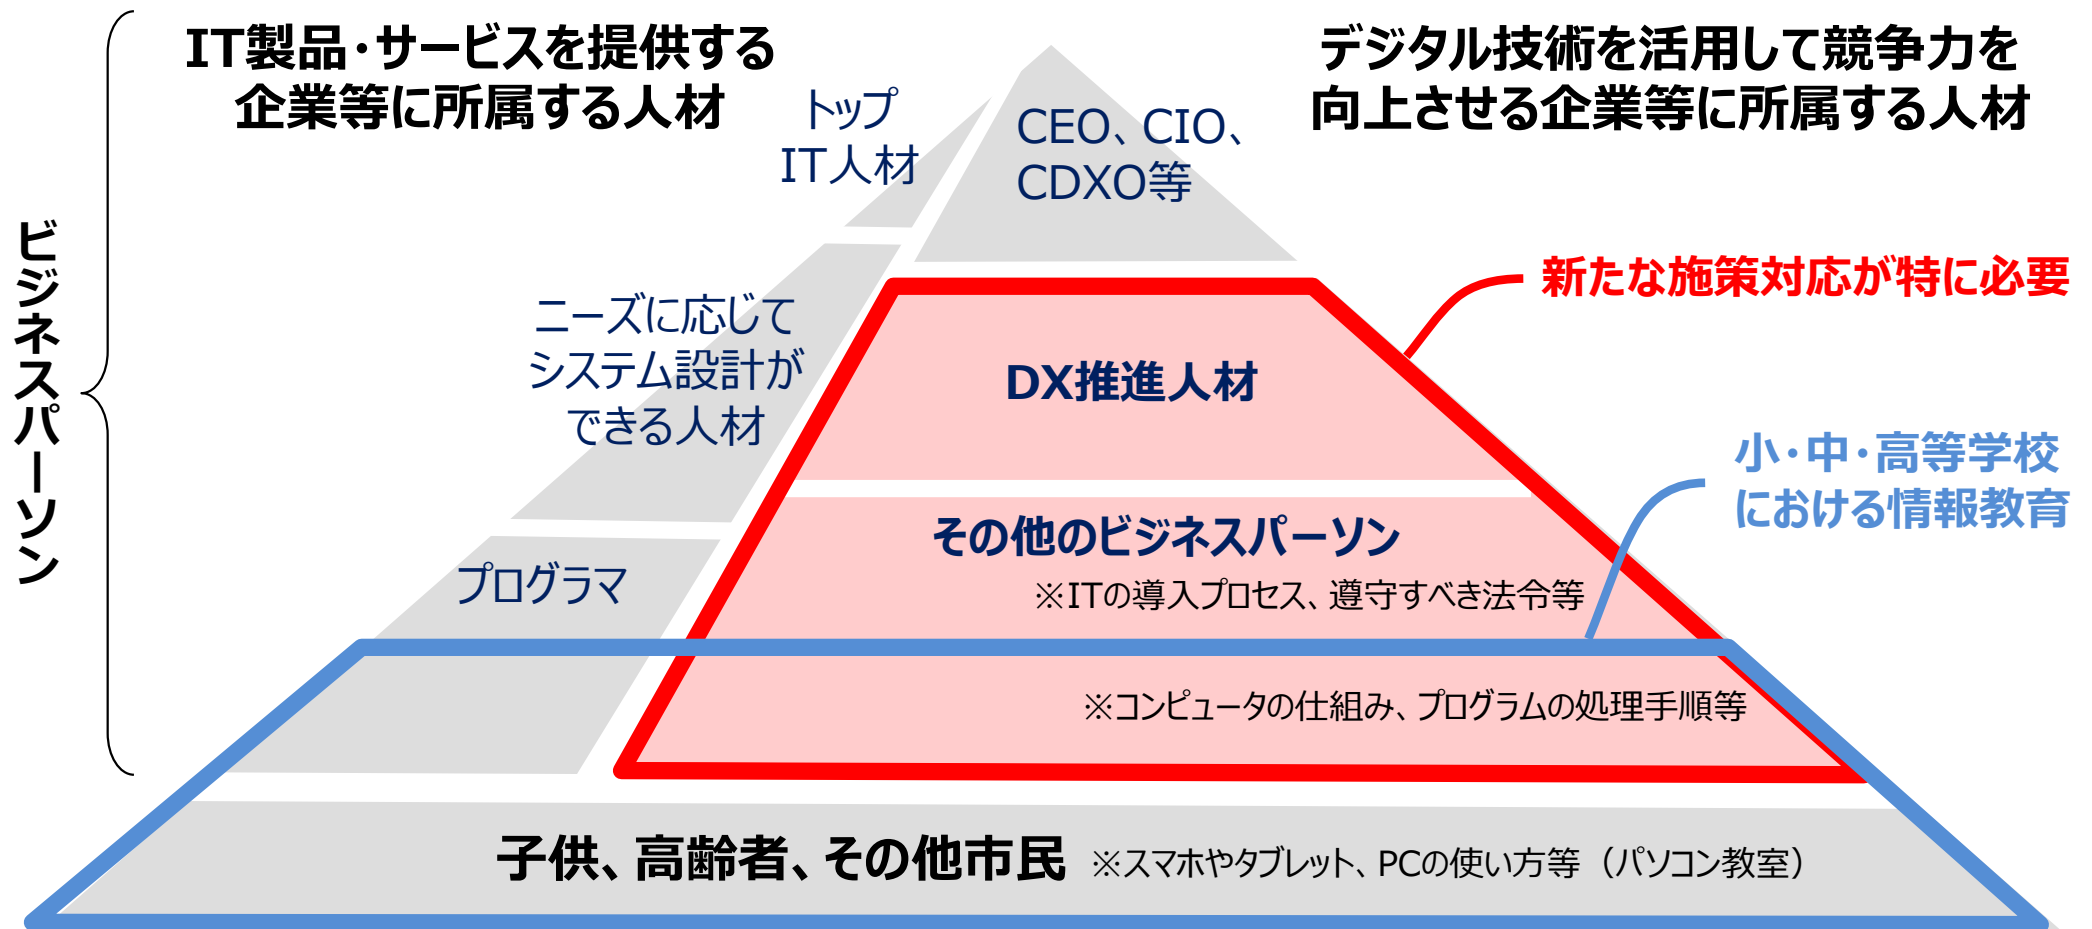 IT製品・サービスを提供する
企業等に所属する人材
デジタル技術を活用して競争力を
向上させる企業等に所属する人材
ビジネスパーソン
トップ
IT人材
CEO、CIO、
CDXO等
新たな施策対応が特に必要
ニーズに応じて
システム設計が
できる人材
DX推進人材
小・中・高等学校
における情報教育
プログラマ
その他のビジネスパーソン
※ITの導入プロセス、遵守すべき法令等
※コンピュータの仕組み、プログラムの処理手順等
子供、高齢者、その他市民 ※スマホやタブレット、PCの使い方等（パソコン教室）